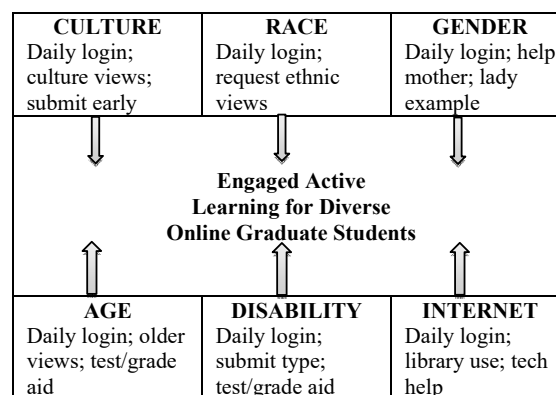 CULTURE
Daily login;
culture views;
submit early
RACE
Daily login;
request ethnic
views
GENDER
Daily login; help
mother; lady
example
Engaged Active
Learning for Diverse
Online Graduate Students
AGE
Daily login; older
views; test/grade
aid
DISABILITY
Daily login;
submit type;
test/grade aid
INTERNET
Daily login;
library use; tech
help